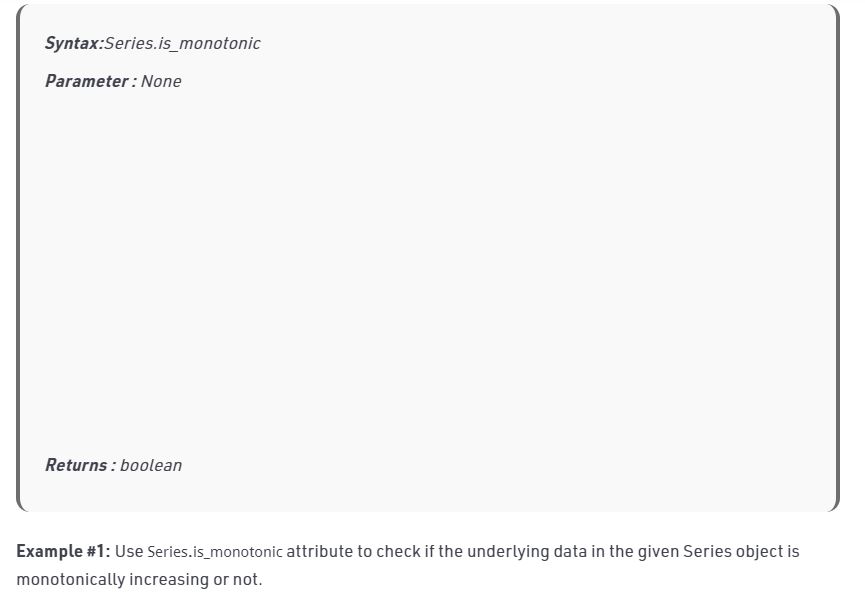 Syntax:Series.is_monotonic
Parameter : None
Returns : boolean
Example #1: Use Series.is_monotonic attribute to check if the underlying data in the given Series object is
monotonically increasing or not.